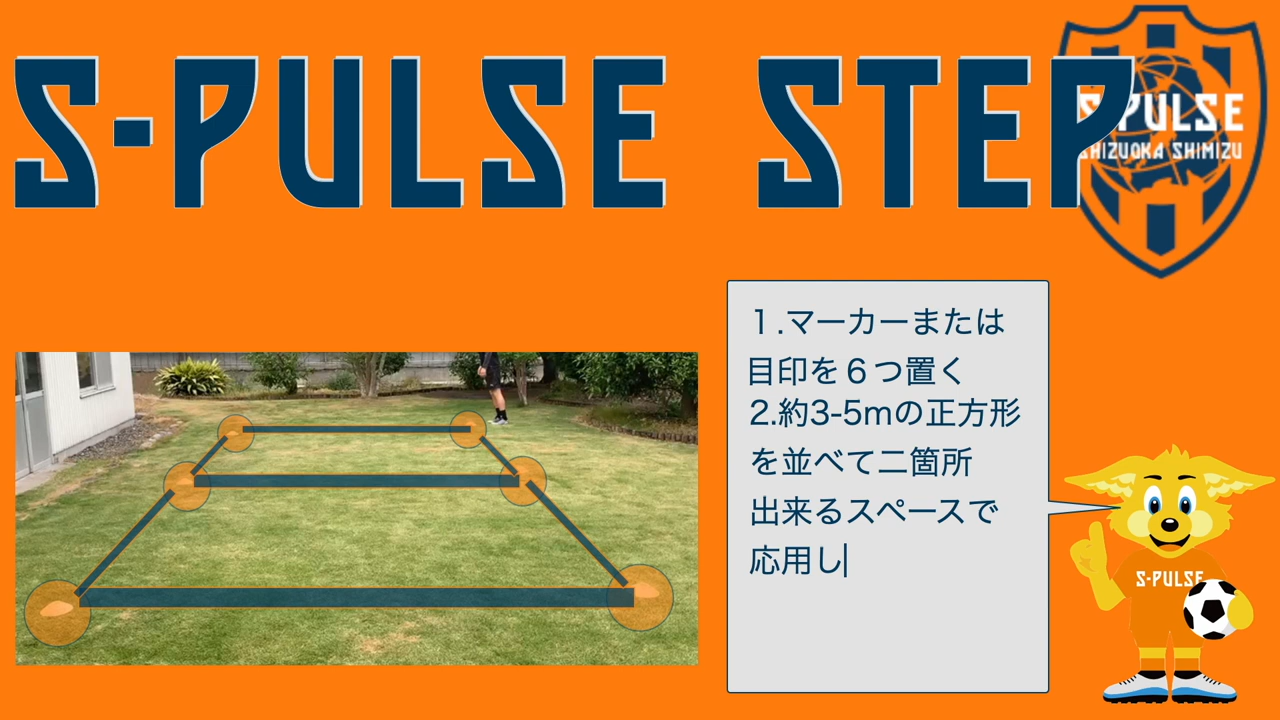 S-PULSE STEP
S-PULSE
SHIZUOKA SHIMIZU
１.マーカーまたは
目印を６つ置く
2.約3-5mの正方形
を並べて二箇所
出来るスペースで
応用し
S-PULSE